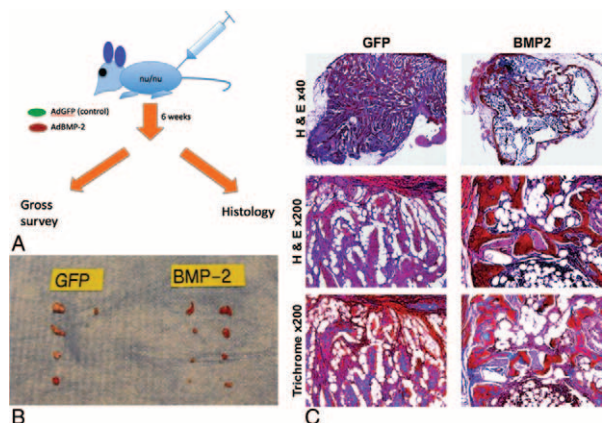 GFP
BMP2
nu/nu
AdGFP (control)
AdBMP-2
6 weeks
Gross
survey
Histology
A
GFP
BMP-2
B
H & E x40
H & E x200
Trichrome x200
C